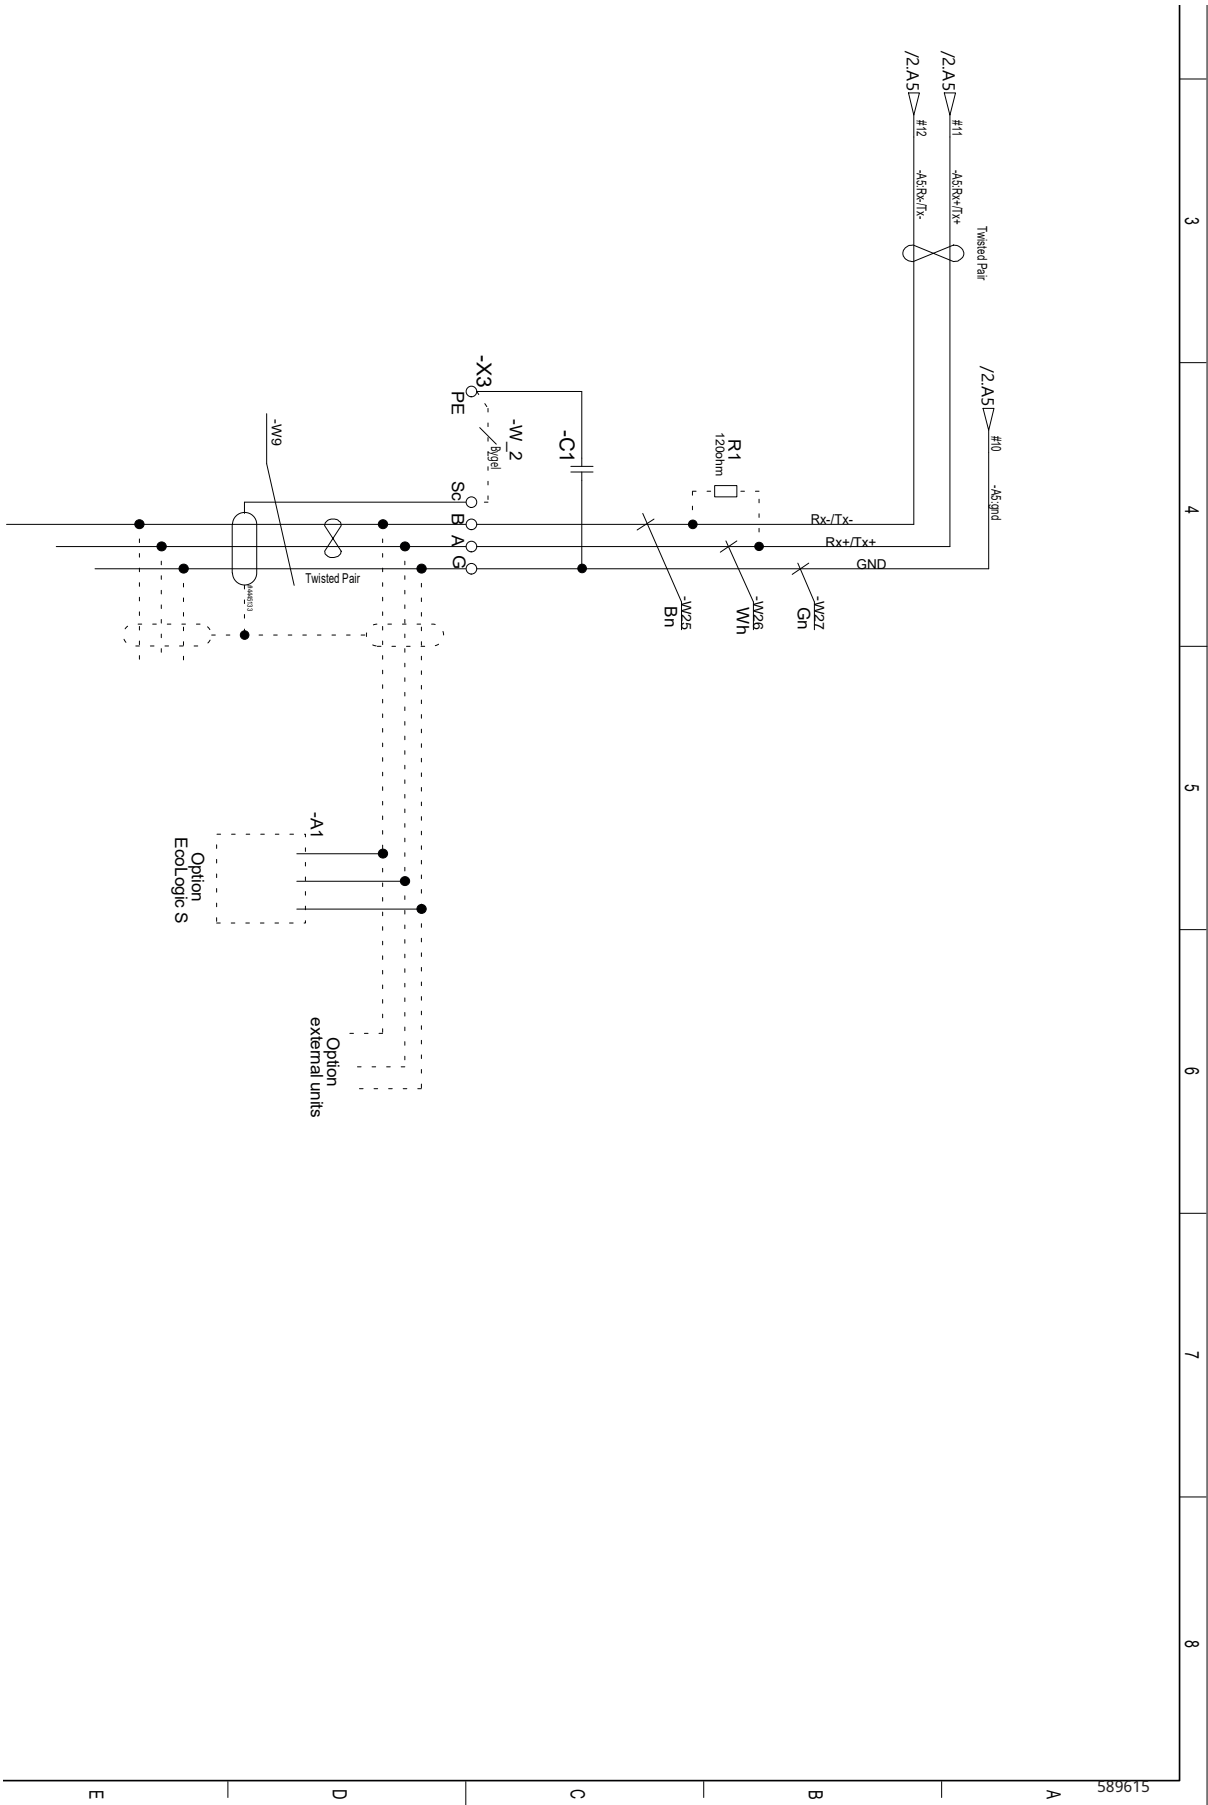 3
4
5
6
7
8
/2.A5
#11
-A5:Rx+/Tx+
/2.A5
#12
-A5:Rx-/Tx-
Twisted Pair
/2.A5
#10
-A5:gnd
Rx-/Tx-
Rx+/Tx+
GND
R1
120ohm
-W27
Gn
-W26
Wh
-W25
Bn
-C1
-X3
PE
-W_2
Bygel
Sc
B
A
G
-W9
Twisted Pair
-A1
Option
EcoLogic S
Option
external units
A
B
C
D
E
589615